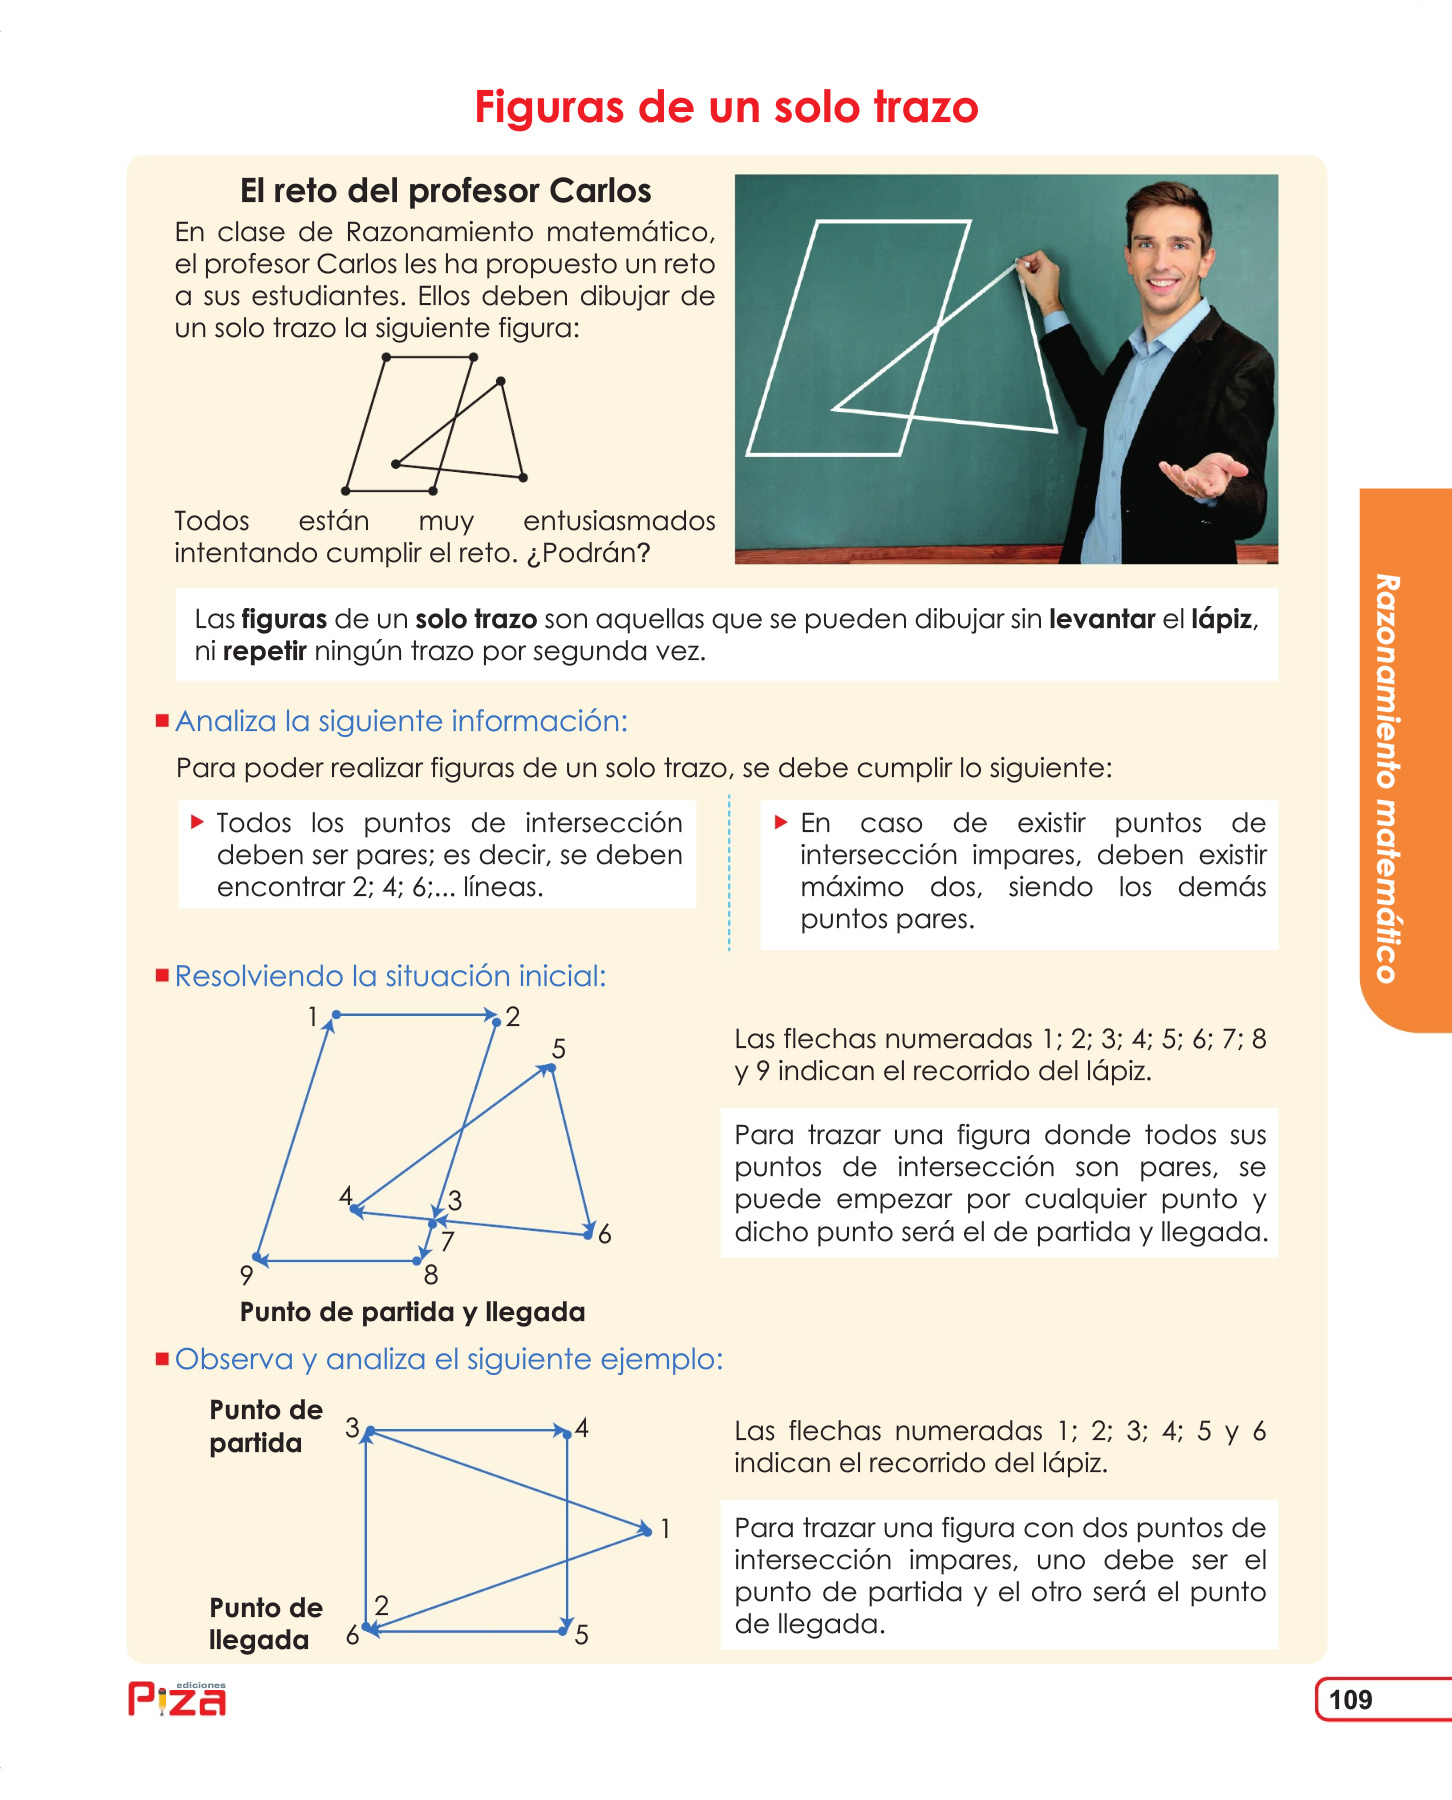 Figuras de un solo trazo
El reto del profesor Carlos
En clase de Razonamiento matemático,
el profesor Carlos les ha propuesto un reto
a sus estudiantes. Ellos deben dibujar de
un solo trazo la siguiente figura:
Todos están muy entusiasmados
intentando cumplir el reto. ¿Podrán?
Las figuras de un solo trazo son aquellas que se pueden dibujar sin levantar el lápiz,
ni repetir ningún trazo por segunda vez.
Analiza la siguiente información:
Para poder realizar figuras de un solo trazo, se debe cumplir lo siguiente:
Todos los puntos de intersección
deben ser pares; es decir, se deben
encontrar 2; 4; 6;... líneas.
En caso de existir puntos de
intersección impares, deben existir
máximo dos, siendo los demás
puntos pares.
Resolviendo la situación inicial:
1
2
5
4
3
6
7
9
8
Punto de partida y llegada
Las flechas numeradas 1; 2; 3; 4; 5; 6; 7; 8
y 9 indican el recorrido del lápiz.
Para trazar una figura donde todos sus
puntos de intersección son pares, se
puede empezar por cualquier punto y
dicho punto será el de partida y llegada.
Observa y analiza el siguiente ejemplo:
Punto de
partida
3
4
1
2
Punto de
llegada
6
5
Las flechas numeradas 1; 2; 3; 4; 5 y 6
indican el recorrido del lápiz.
Para trazar una figura con dos puntos de
intersección impares, uno debe ser el
punto de partida y el otro será el punto
de llegada.
Razonamiento matemático
ediciones
Piza
109